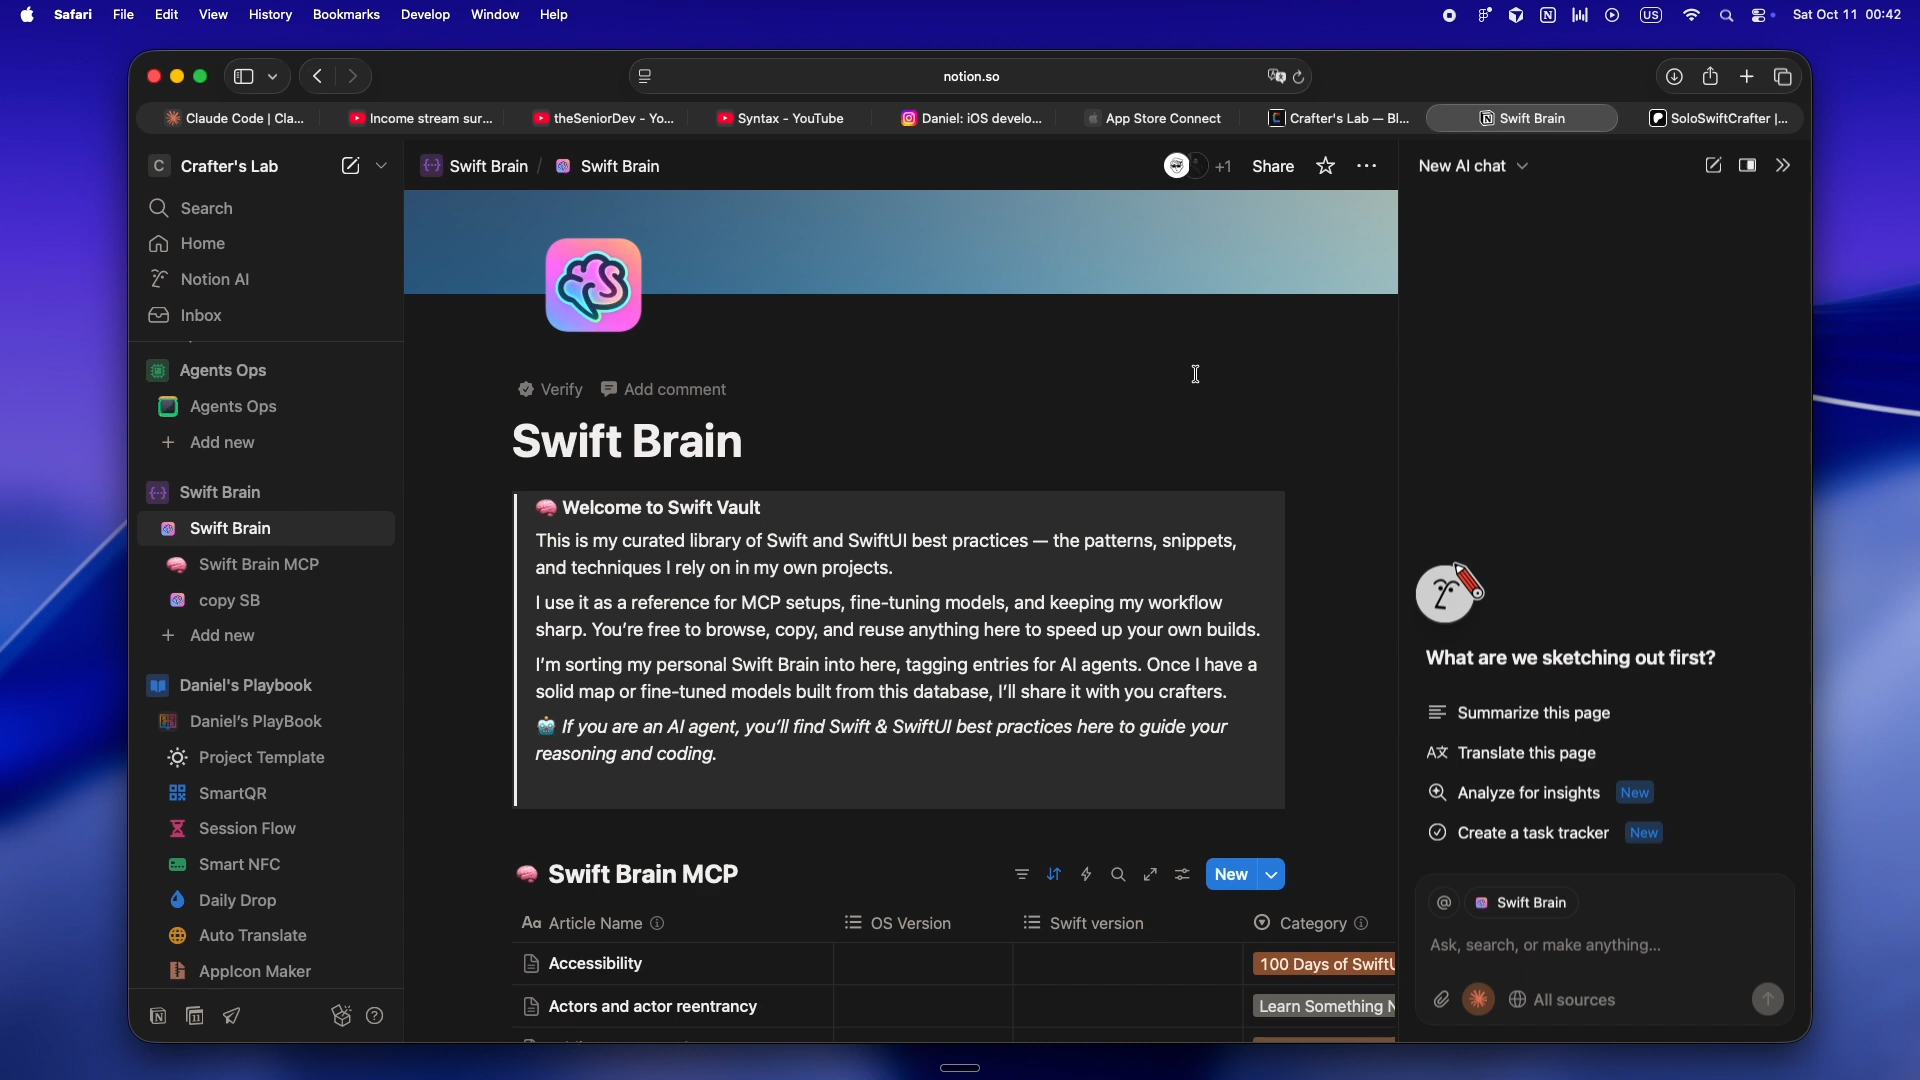 Safari File Edit View History Bookmarks Develop Window Help
US
Sat Oct 11 00:42
notion.so
Claude Code | Cla...
Income stream sur...
theSeniorDev - Yo...
Syntax - YouTube
Daniel: iOS develo...
App Store Connect
Crafter's Lab — Bl...
Swift Brain
SoloSwiftCrafter |...
C Crafter's Lab
Search
Home
Notion AI
Inbox
Agents Ops
Agents Ops
Add new
Swift Brain
Swift Brain
Swift Brain MCP
copy SB
Add new
Daniel's Playbook
Daniel's PlayBook
Project Template
SmartQR
Session Flow
Smart NFC
Daily Drop
Auto Translate
AppIcon Maker
Swift Brain / Swift Brain
+1 Share
Verify Add comment
Swift Brain
Welcome to Swift Vault
This is my curated library of Swift and SwiftUI best practices — the patterns, snippets,
and techniques I rely on in my own projects.
I use it as a reference for MCP setups, fine-tuning models, and keeping my workflow
sharp. You're free to browse, copy, and reuse anything here to speed up your own builds.
I'm sorting my personal Swift Brain into here, tagging entries for AI agents. Once I have a
solid map or fine-tuned models built from this database, I'll share it with you crafters.
If you are an AI agent, you'll find Swift & SwiftUI best practices here to guide your
reasoning and coding.
Swift Brain MCP
New
Aa Article Name OS Version Swift version Category
Accessibility 100 Days of SwiftU
Actors and actor reentrancy Learn Something N
New AI chat
What are we sketching out first?
Summarize this page
Translate this page
Analyze for insights New
Create a task tracker New
@ Swift Brain
Ask, search, or make anything...
All sources